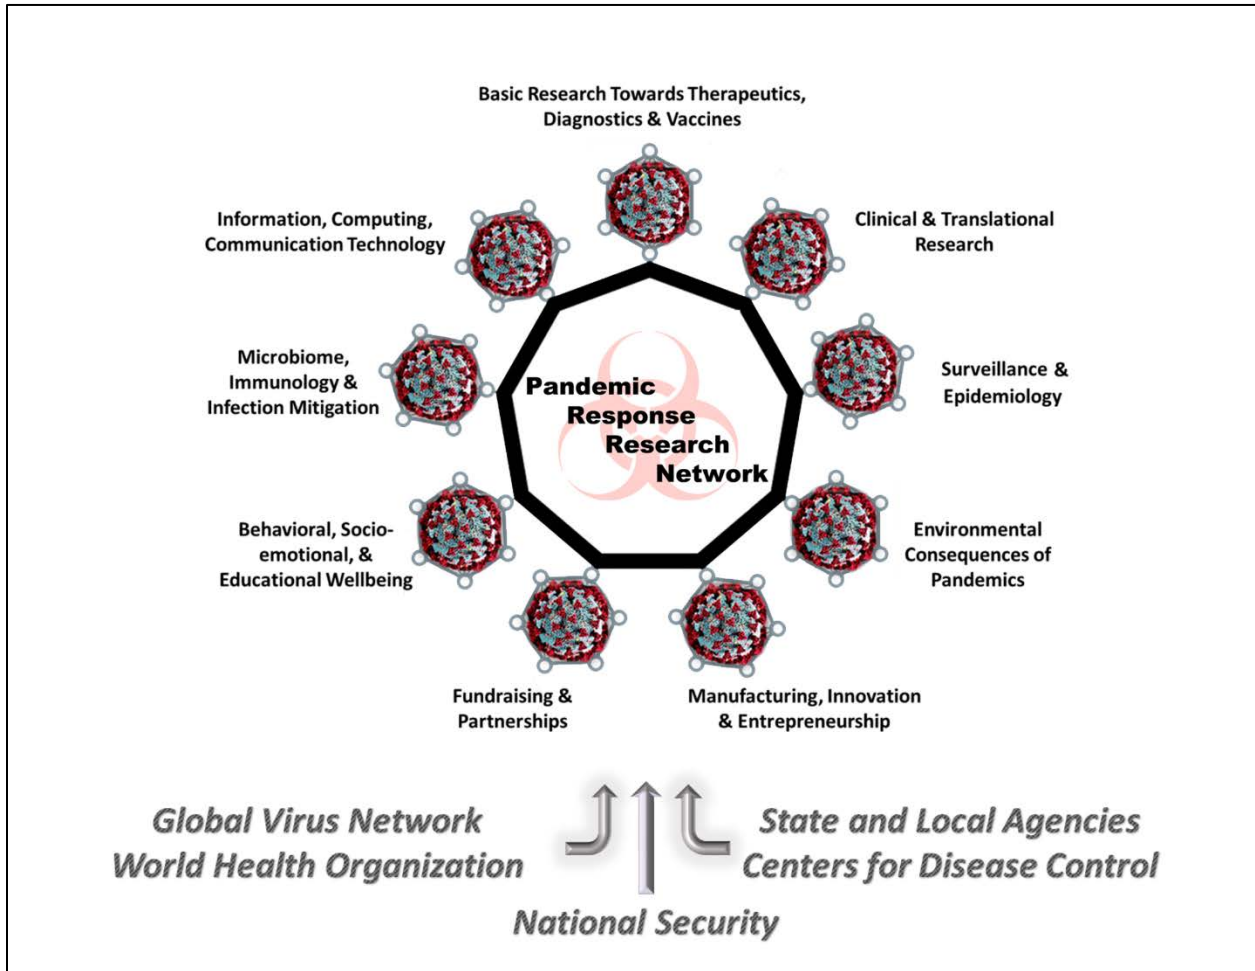 Basic Research Towards Therapeutics,
Diagnostics & Vaccines
Information, Computing,
Communication Technology
Clinical & Translational
Research
Microbiome,
Immunology &
Infection Mitigation
Surveillance &
Epidemiology
Pandemic
Response
Research
Network
Behavioral, Socio-
emotional, &
Educational Wellbeing
Environmental
Consequences of
Pandemics
Fundraising &
Partnerships
Manufacturing, Innovation
& Entrepreneurship
Global Virus Network
World Health Organization
State and Local Agencies
Centers for Disease Control
National Security